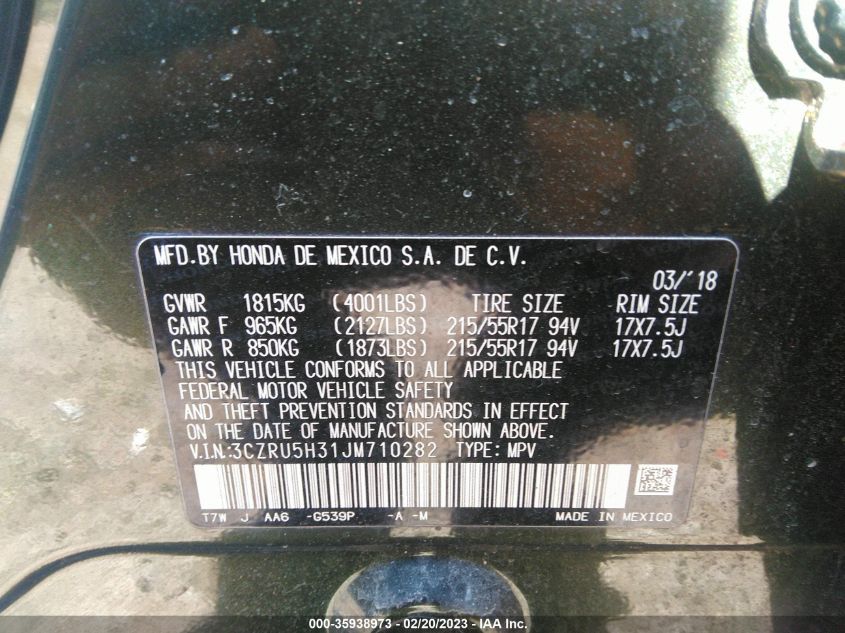 MFD.BY HONDA DE MEXICO S.A. DE C.V.
03/'18
GVWR 1815KG (4001LBS) TIRE SIZE RIM SIZE
GAWR F 965KG (2127LBS) 215/55R17 94V 17X7.5J
GAWR R 850KG (1873LBS) 215/55R17 94V 17X7.5J
THIS VEHICLE CONFORMS TO ALL APPLICABLE
FEDERAL MOTOR VEHICLE SAFETY
AND THEFT PREVENTION STANDARDS IN EFFECT
ON THE DATE OF MANUFACTURE SHOWN ABOVE.
V.I.N:3CZRU5H31JM710282 TYPE: MPV
T7W J AA6 -G539P -A -M MADE IN MEXICO
000-35938973 - 02/20/2023 - IAA Inc.